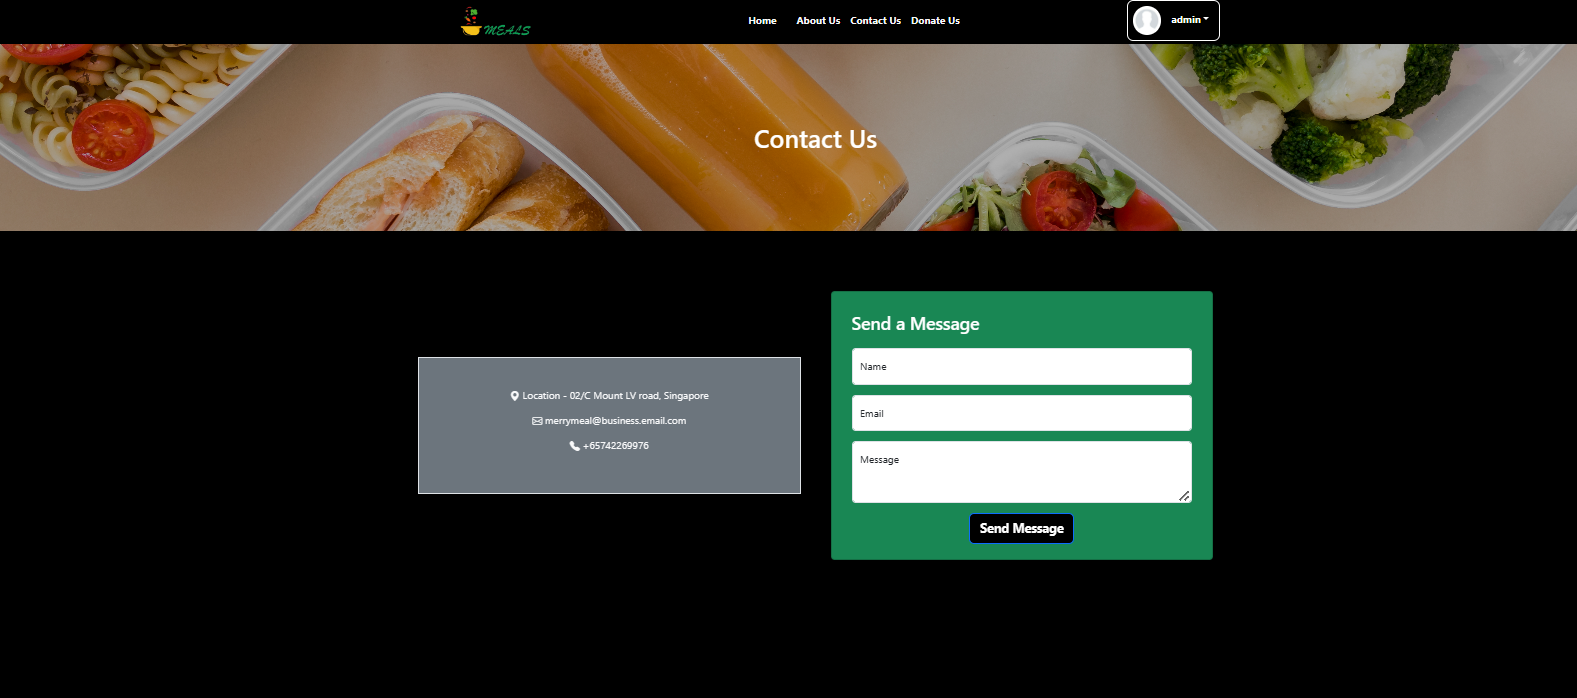 MEALS
Home About Us Contact Us Donate Us
admin
Contact Us
Location - 02/C Mount LV road, Singapore
merrymeal@business.email.com
+65742269976
Send a Message
Name
Email
Message
Send Message